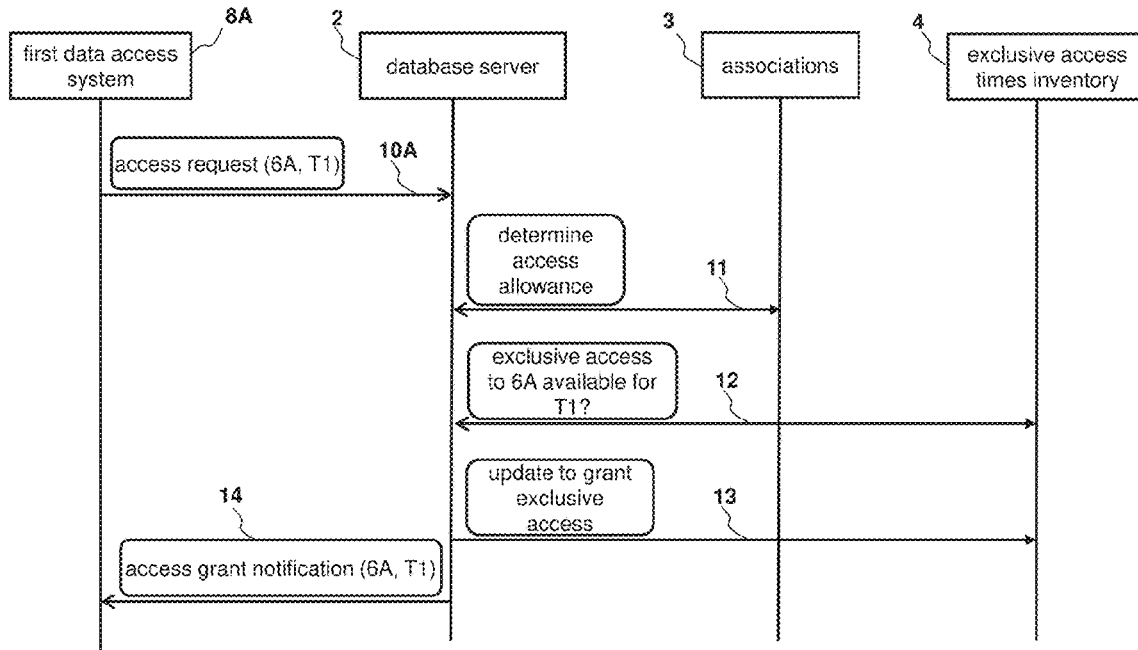 8A
2
3
4
first data access
system
database server
associations
exclusive access
times inventory
access request (6A, T1)
10A
determine
access
allowance
11
exclusive access
to 6A available for
T1?
12
update to grant
exclusive
access
13
14
access grant notification (6A, T1)